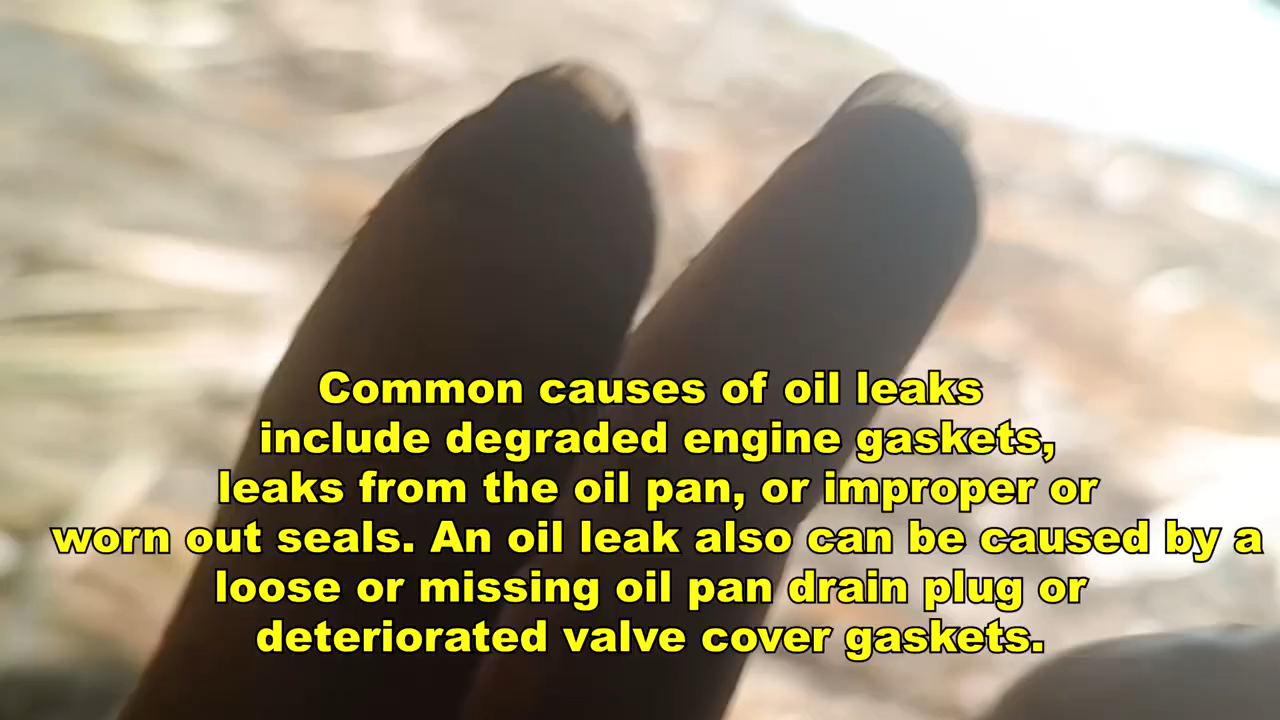 Common causes of oil leaks
include degraded engine gaskets,
leaks from the oil pan, or improper or
worn out seals. An oil leak also can be caused by a
loose or missing oil pan drain plug or
deteriorated valve cover gaskets.